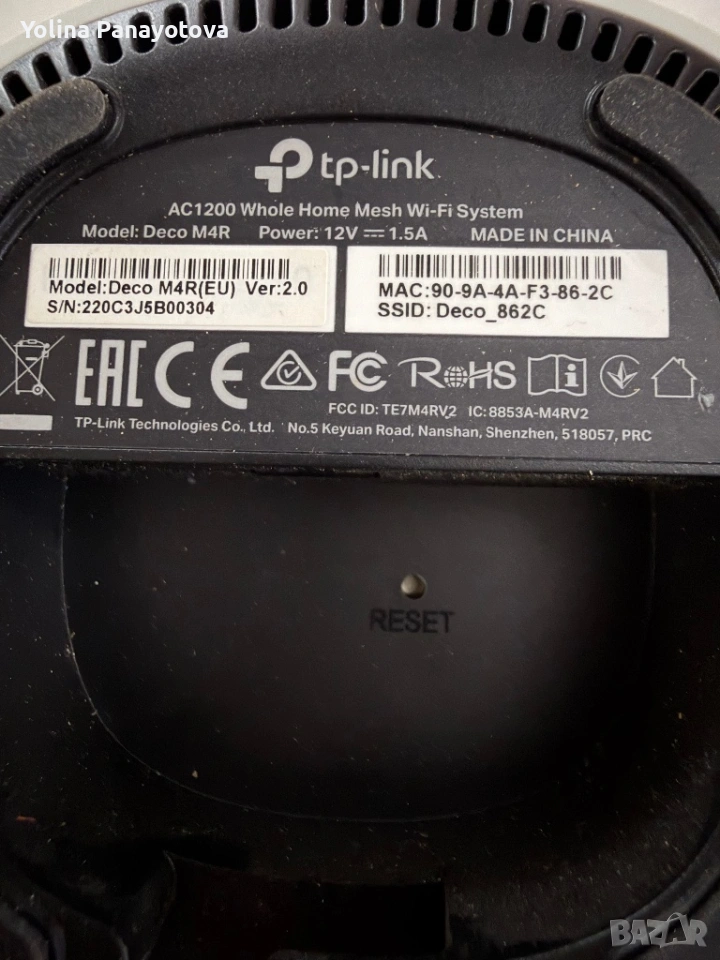 Yolina Panayotova
tp-link
AC1200 Whole Home Mesh Wi-Fi System
Model: Deco M4R Power: 12V⎓1.5A MADE IN CHINA
Model:Deco M4R(EU) Ver:2.0
S/N:220C3J5B00304
MAC:90-9A-4A-F3-86-2C
SSID: Deco_862C
EAC CE FC RoHS
FCC ID: TE7M4RV2 IC: 8853A-M4RV2
TP-Link Technologies Co., Ltd. No.5 Keyuan Road, Nanshan, Shenzhen, 518057, PRC
RESET
BAZAR